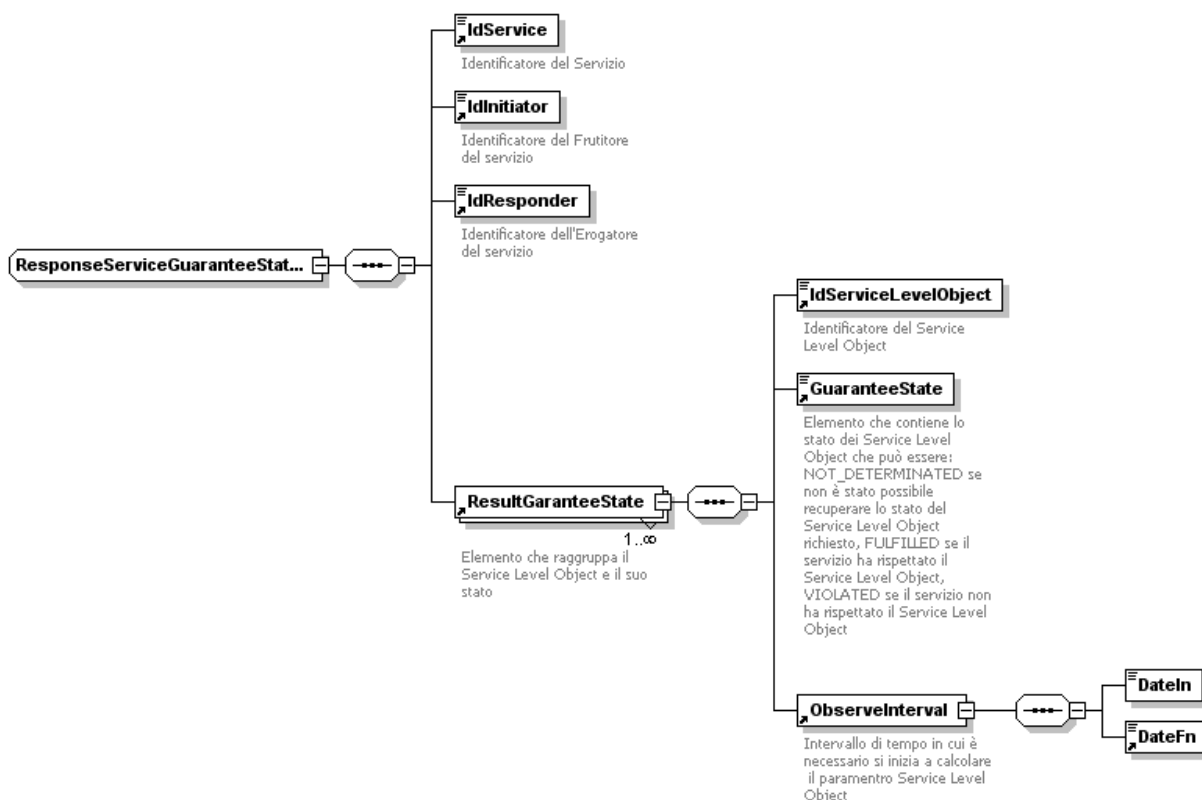 IdService
Identificatore del Servizio
IdInitiator
Identificatore del Frutitore
del servizio
IdResponder
Identificatore dell'Erogatore
del servizio
ResponseServiceGuaranteeStat...
ResultGaranteeState
1..∞
Elemento che raggruppa il
Service Level Object e il suo
stato
IdServiceLevelObject
Identificatore del Service
Level Object
GuaranteeState
Elemento che contiene lo
stato dei Service Level
Object che può essere:
NOT_DETERMINATED se
non è stato possibile
recuperare lo stato del
Service Level Object
richiesto, FULFILLED se il
servizio ha rispettato il
Service Level Object,
VIOLATED se il servizio non
ha rispettato il Service Level
Object
ObserveInterval
Intervallo di tempo in cui è
necessario si inizia a calcolare
il paramentro Service Level
Object
DateIn
DateFn